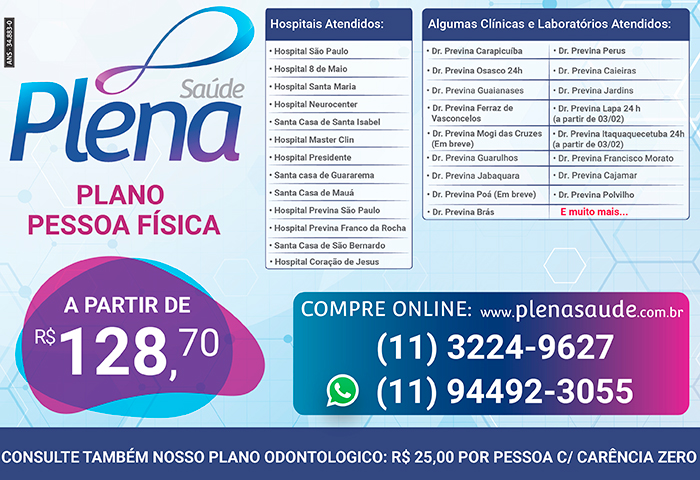 ANS - 34.883-0
Saúde
Plena
PLANO
PESSOA FÍSICA
A PARTIR DE
R$ 128,70
Hospitais Atendidos:
• Hospital São Paulo
• Hospital 8 de Maio
• Hospital Santa Maria
• Hospital Neurocenter
• Santa Casa de Santa Isabel
• Hospital Master Clin
• Hospital Presidente
• Santa casa de Guararema
• Santa Casa de Mauá
• Hospital Previna São Paulo
• Hospital Previna Franco da Rocha
• Santa Casa de São Bernardo
• Hospital Coração de Jesus
Algumas Clínicas e Laboratórios Atendidos:
• Dr. Previna Carapicuíba
• Dr. Previna Osasco 24h
• Dr. Previna Guaianases
• Dr. Previna Ferraz de
Vasconcelos
• Dr. Previna Mogi das Cruzes
(Em breve)
• Dr. Previna Guarulhos
• Dr. Previna Jabaquara
• Dr. Previna Poá (Em breve)
• Dr. Previna Brás
• Dr. Previna Perus
• Dr. Previna Caieiras
• Dr. Previna Jardins
• Dr. Previna Lapa 24 h
(a partir de 03/02)
• Dr. Previna Itaquaquecetuba 24h
(a partir de 03/02)
• Dr. Previna Francisco Morato
• Dr. Previna Cajamar
• Dr. Previna Polvilho
E muito mais...
COMPRE ONLINE: www.plenasaude.com.br
(11) 3224-9627
(11) 94492-3055
CONSULTE TAMBÉM NOSSO PLANO ODONTOLOGICO: R$ 25,00 POR PESSOA C/ CARÊNCIA ZERO